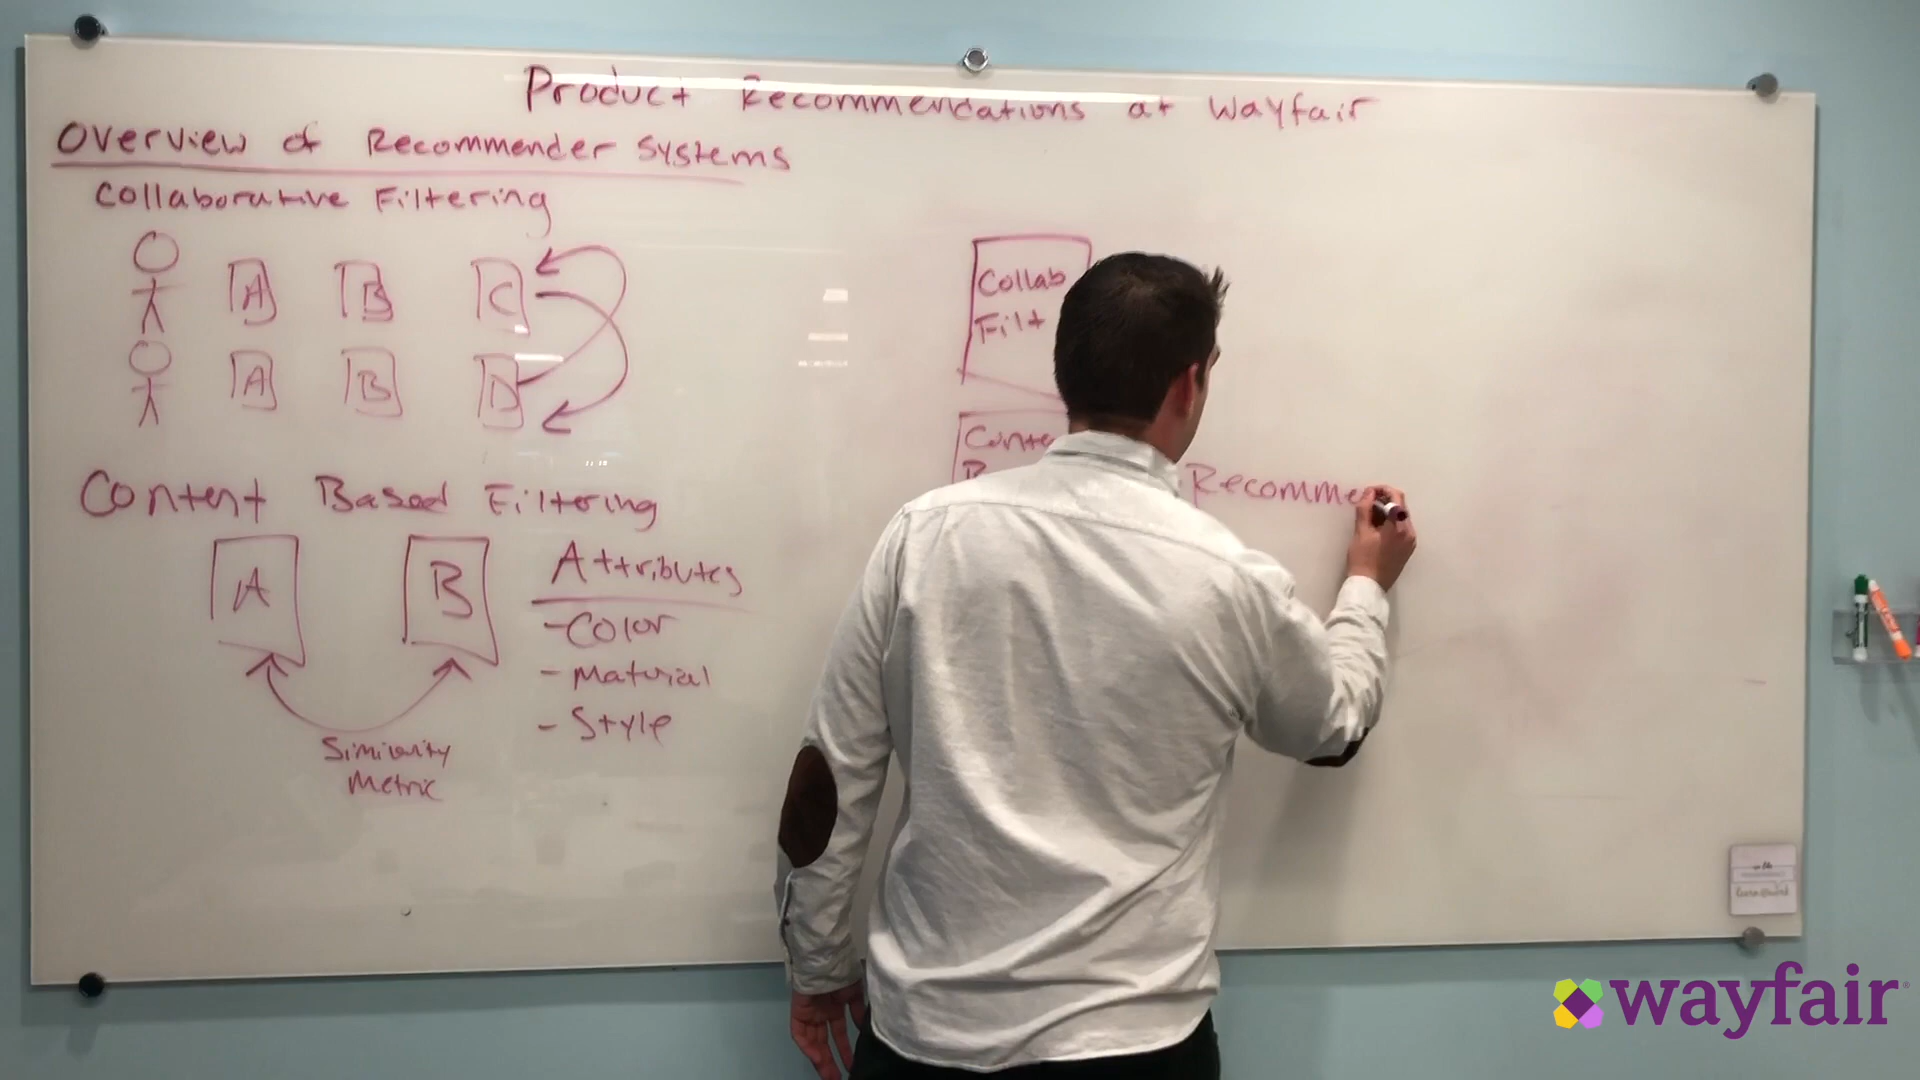 Product Recommendations at Wayfair
Overview of Recommender Systems
Collaborative Filtering
A B C
A B D
Content Based Filtering
A B
Attributes
- Color
- Material
- Style
Similarity
Metric
Collab
Filt
Conte
B
Recomme
wayfair